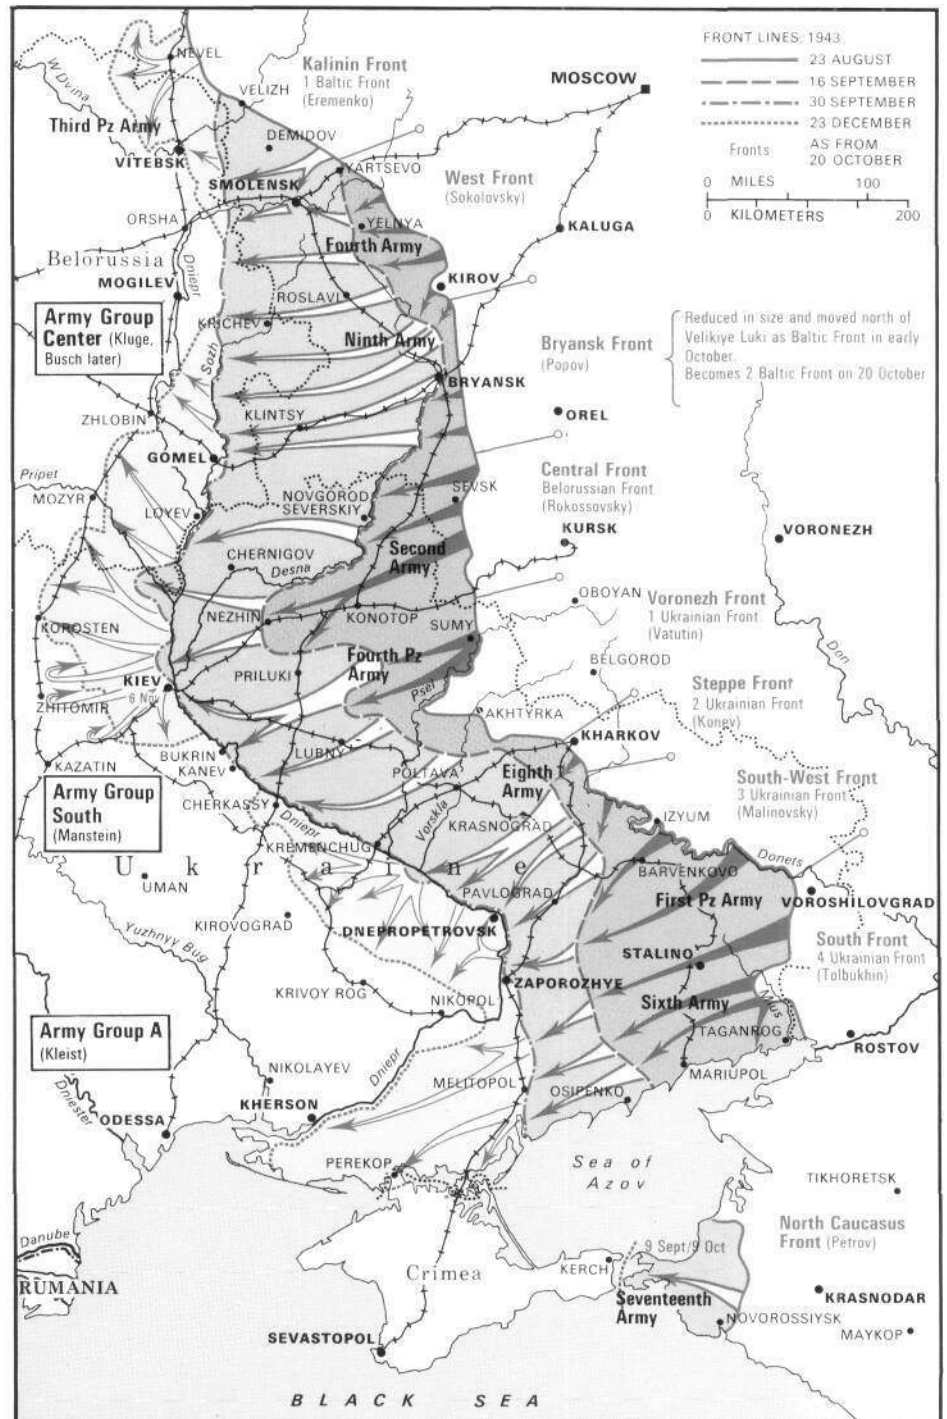 FRONT LINES, 1943
23 AUGUST
16 SEPTEMBER
30 SEPTEMBER
23 DECEMBER
Fronts
AS FROM
20 OCTOBER
0 MILES 100
0 KILOMETERS 200
NEVEL
W Dvina
Kalinin Front
1 Baltic Front
(Eremenko)
MOSCOW
VELIZH
Third Pz Army
DEMIDOV
VITEBSK
YARTSEVO
SMOLENSK
West Front
(Sokolovsky)
ORSHA
YELNYA
KALUGA
Fourth Army
Belorussia
Dniepr
KIROV
MOGILEV
ROSLAVL
Army Group
Center (Kluge,
Busch later)
KRICHEV
Ninth Army
Sozh
Bryansk Front
(Popov)
Reduced in size and moved north of
Velikiye Luki as Baltic Front in early
October.
Becomes 2 Baltic Front on 20 October
BRYANSK
ZHLOBIN
KLINTSY
OREL
GOMEL
Central Front
Belorussian Front
(Rokossovsky)
Pripet
MOZYR
SEVSK
NOVGOROD
SEVERSKIY
LOYEV
KURSK
VORONEZH
CHERNIGOV
Desna
Second
Army
OBOYAN
Voronezh Front
1 Ukrainian Front
(Vatutin)
NEZHIN
KONOTOP
KOROSTEN
SUMY
Don
Fourth Pz
Army
BELGOROD
KIEV
6 Nov
PRILUKI
Psel
Steppe Front
2 Ukrainian Front
(Konev)
ZHITOMIR
AKHTYRKA
KHARKOV
BUKRIN
KANEV
LUBNY
KAZATIN
POLTAVA
Eighth
Army
South-West Front
3 Ukrainian Front
(Malinovsky)
Army Group
South
(Manstein)
CHERKASSY
Dniepr
Vorskla
KRASNOGRAD
IZYUM
KREMENCHUG
Donets
Ukraine
BARVENKOVO
UMAN
PAVLOGRAD
First Pz Army
VOROSHILOVGRAD
KIROVOGRAD
DNEPROPETROVSK
South Front
4 Ukrainian Front
(Tolbukhin)
Yuzhnyy Bug
STALINO
ZAPOROZHYE
KRIVOY ROG
NIKOPOL
Sixth Army
Mius
TAGANROG
Army Group A
(Kleist)
ROSTOV
NIKOLAYEV
Dniepr
MARIUPOL
MELITOPOL
OSIPENKO
Dniester
KHERSON
ODESSA
PEREKOP
Sea of
Azov
TIKHORETSK
North Caucasus
Front (Petrov)
Danube
9 Sept/9 Oct
KERCH
Crimea
RUMANIA
Seventeenth
Army
KRASNODAR
NOVOROSSIYSK
MAYKOP
SEVASTOPOL
BLACK SEA